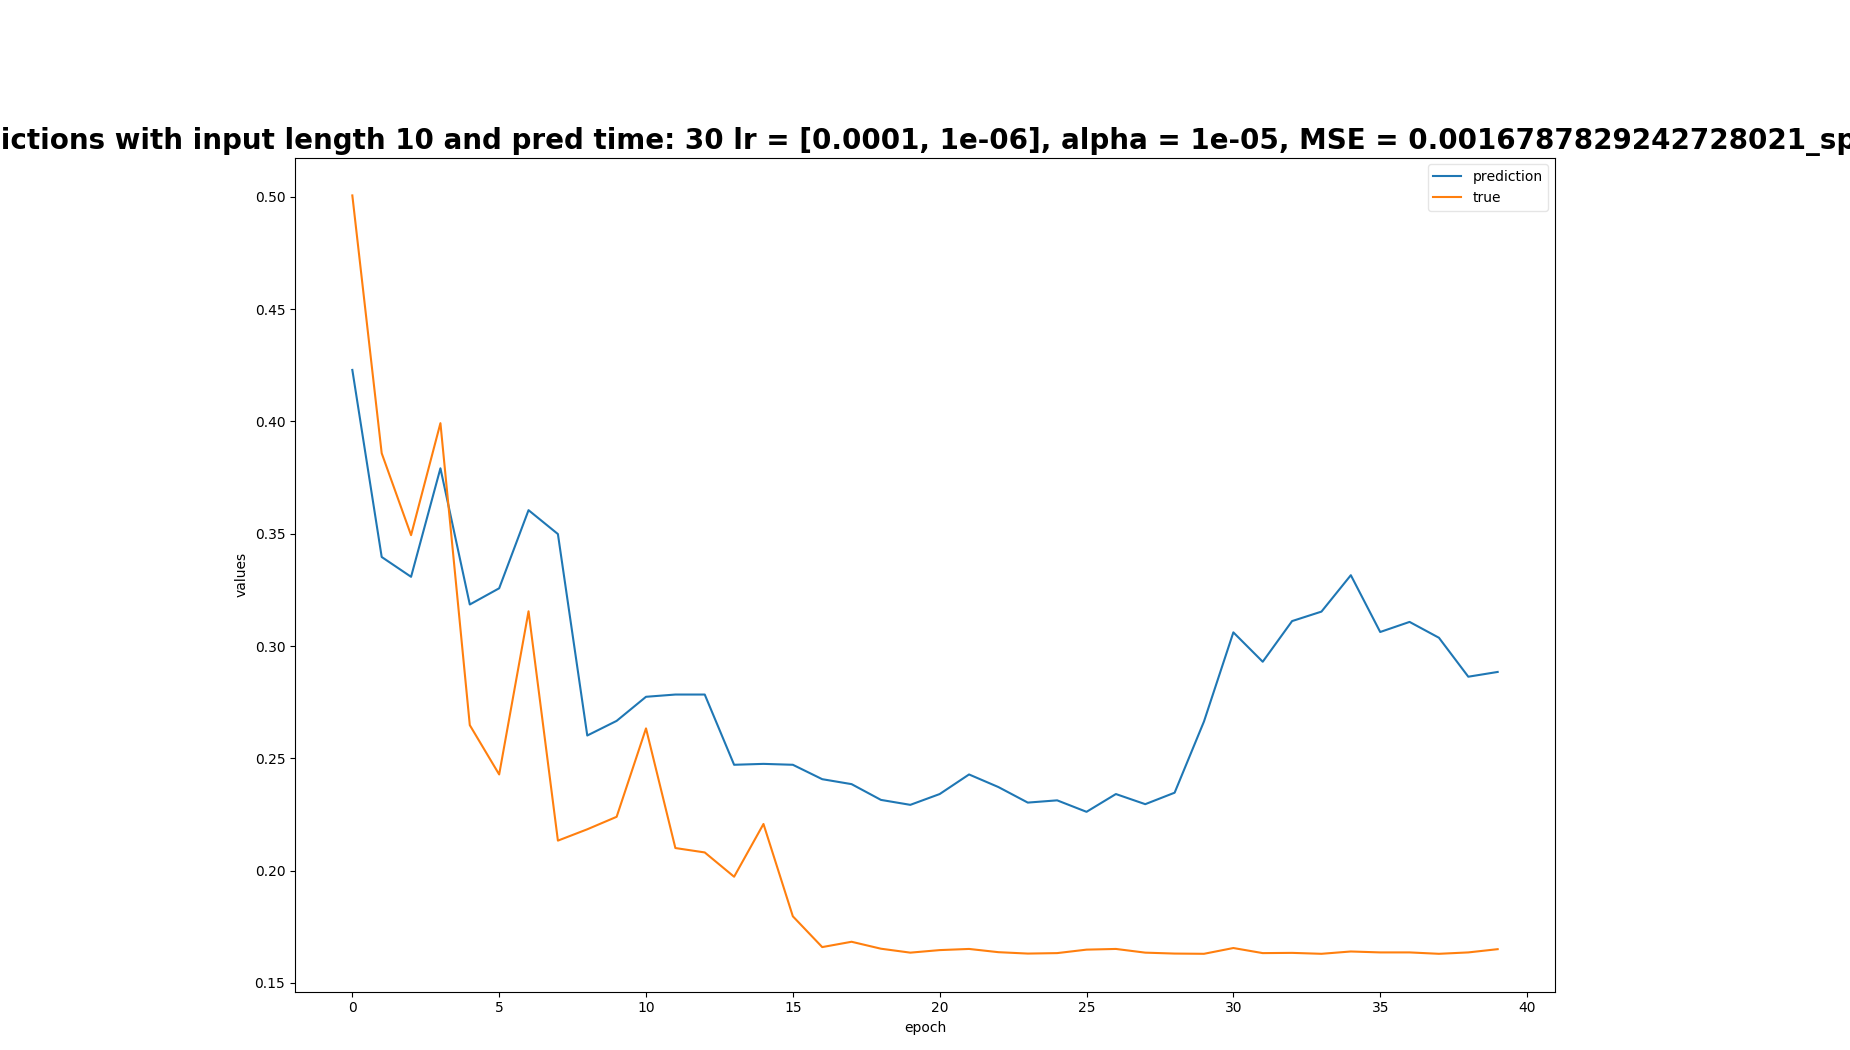 ictions with input length 10 and pred time: 30 lr = [0.0001, 1e-06], alpha = 1e-05, MSE = 0.0016787829242728021_sp
prediction
true
0.50
0.45
0.40
0.35
0.30
0.25
0.20
0.15
values
0 5 10 15 20 25 30 35 40
epoch